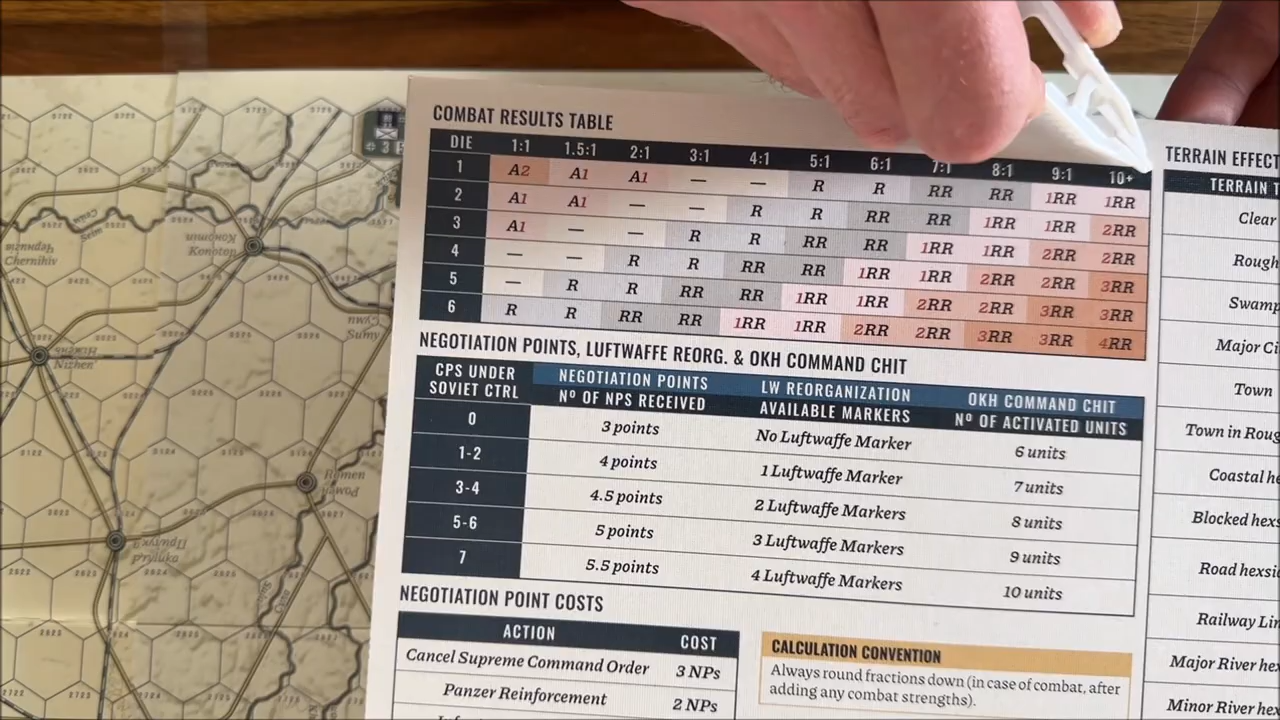 COMBAT RESULTS TABLE
DIE 1:1 1.5:1 2:1 3:1 4:1 5:1 6:1 7:1 8:1 9:1 10+
1 A2 A1 A1 — — R R RR RR 1RR 1RR
2 A1 A1 — — R R RR RR 1RR 1RR 2RR
3 A1 — — R R RR RR 1RR 1RR 2RR 2RR
4 — — R R RR RR 1RR 1RR 2RR 2RR 3RR
5 — R R RR RR 1RR 1RR 2RR 2RR 3RR 3RR
6 R R RR RR 1RR 1RR 2RR 2RR 3RR 3RR 4RR
NEGOTIATION POINTS, LUFTWAFFE REORG. & OKH COMMAND CHIT
CPS UNDER SOVIET CTRL
NEGOTIATION POINTS LW REORGANIZATION OKH COMMAND CHIT
Nº OF NPS RECEIVED AVAILABLE MARKERS Nº OF ACTIVATED UNITS
0 3 points No Luftwaffe Marker 6 units
1-2 4 points 1 Luftwaffe Marker 7 units
3-4 4.5 points 2 Luftwaffe Markers 8 units
5-6 5 points 3 Luftwaffe Markers 9 units
7 5.5 points 4 Luftwaffe Markers 10 units
NEGOTIATION POINT COSTS
ACTION COST
Cancel Supreme Command Order 3 NPs
Panzer Reinforcement 2 NPs
CALCULATION CONVENTION
Always round fractions down (in case of combat, after
adding any combat strengths).
TERRAIN EFFECT
TERRAIN T
Clear
Rough
Swamp
Major Ci
Town
Town in Roug
Coastal he
Blocked hex
Road hexsi
Railway Lin
Major River hex
Minor River hex
Chernihiv
Seim
Конотоп
Konotop
Nizhen'
Суми
Sumy
Romen
Ромен
Прилуки
Pryluky